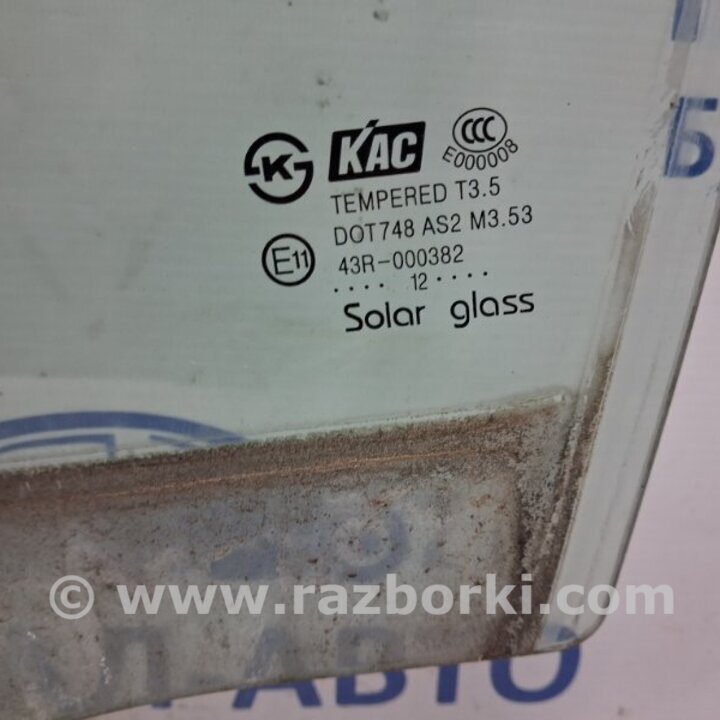 K
KAC
CCC
E000008
TEMPERED T3.5
DOT748 AS2 M3.53
E11
43R-000382
.... 12 ....
Solar glass
Б
© www.razborki.com
Л-АВТО